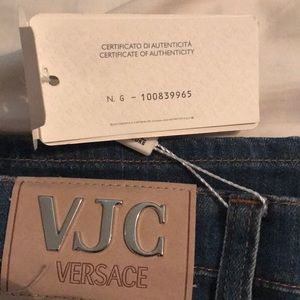 CERTIFICATO DI AUTENTICITÀ
CERTIFICATE OF AUTHENTICITY
N. G - 100839965
VJC
VERSACE